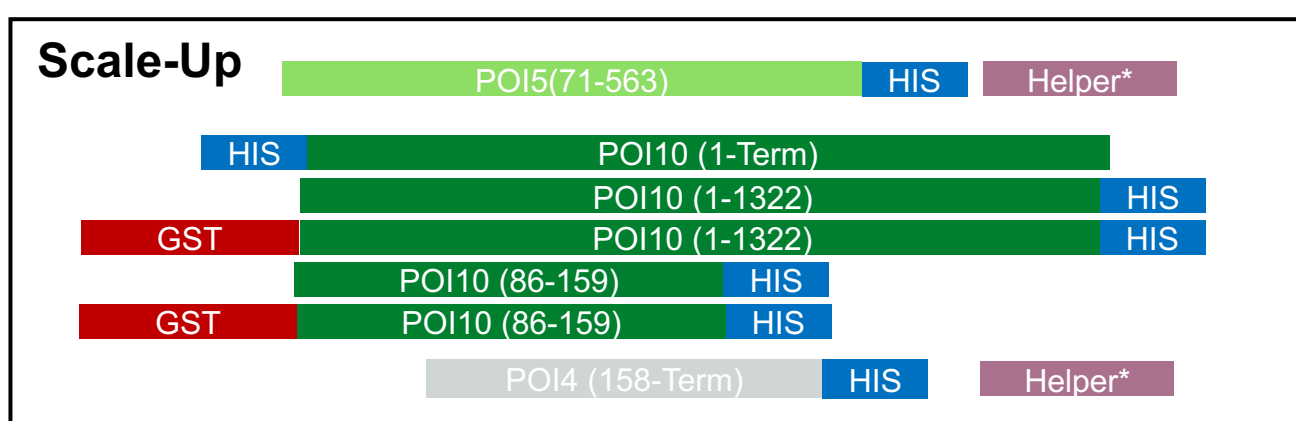 Scale-Up
POI5(71-563) HIS Helper*
HIS POI10 (1-Term)
POI10 (1-1322) HIS
GST POI10 (1-1322) HIS
POI10 (86-159) HIS
GST POI10 (86-159) HIS
POI4 (158-Term) HIS Helper*